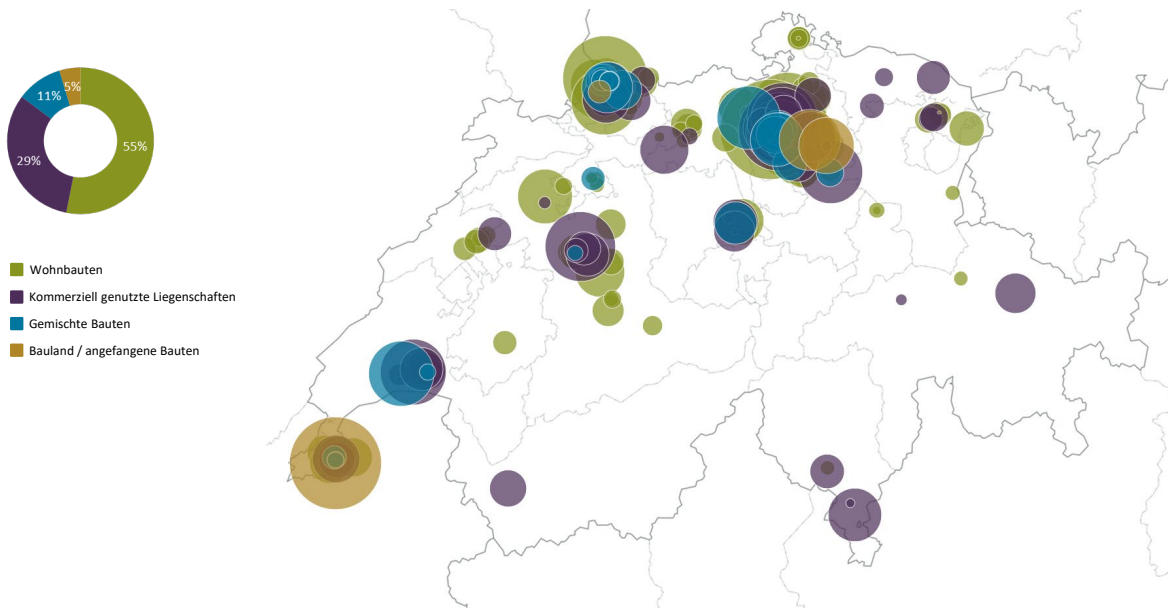 5%
11%
29%
55%
Wohnbauten
Kommerziell genutzte Liegenschaften
Gemischte Bauten
Bauland / angefangene Bauten